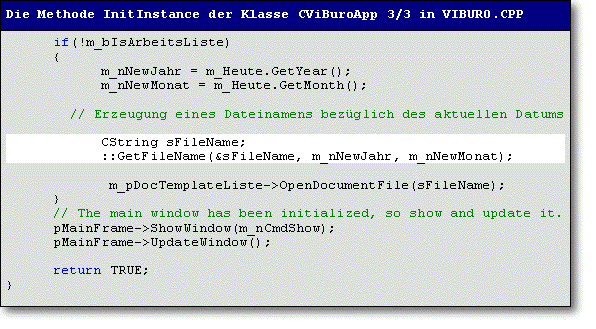 Die Methode InitInstance der Klasse CViBuroApp 3/3 in VIBURO.CPP
if(!m_bIsArbeitsListe)
{
m_nNewJahr = m_Heute.GetYear();
m_nNewMonat = m_Heute.GetMonth();
// Erzeugung eines Dateinamens bezüglich des aktuellen Datums
CString sFileName;
::GetFileName(&sFileName, m_nNewJahr, m_nNewMonat);
m_pDocTemplateListe->OpenDocumentFile(sFileName);
}
// The main window has been initialized, so show and update it.
pMainFrame->ShowWindow(m_nCmdShow);
pMainFrame->UpdateWindow();
return TRUE;
}